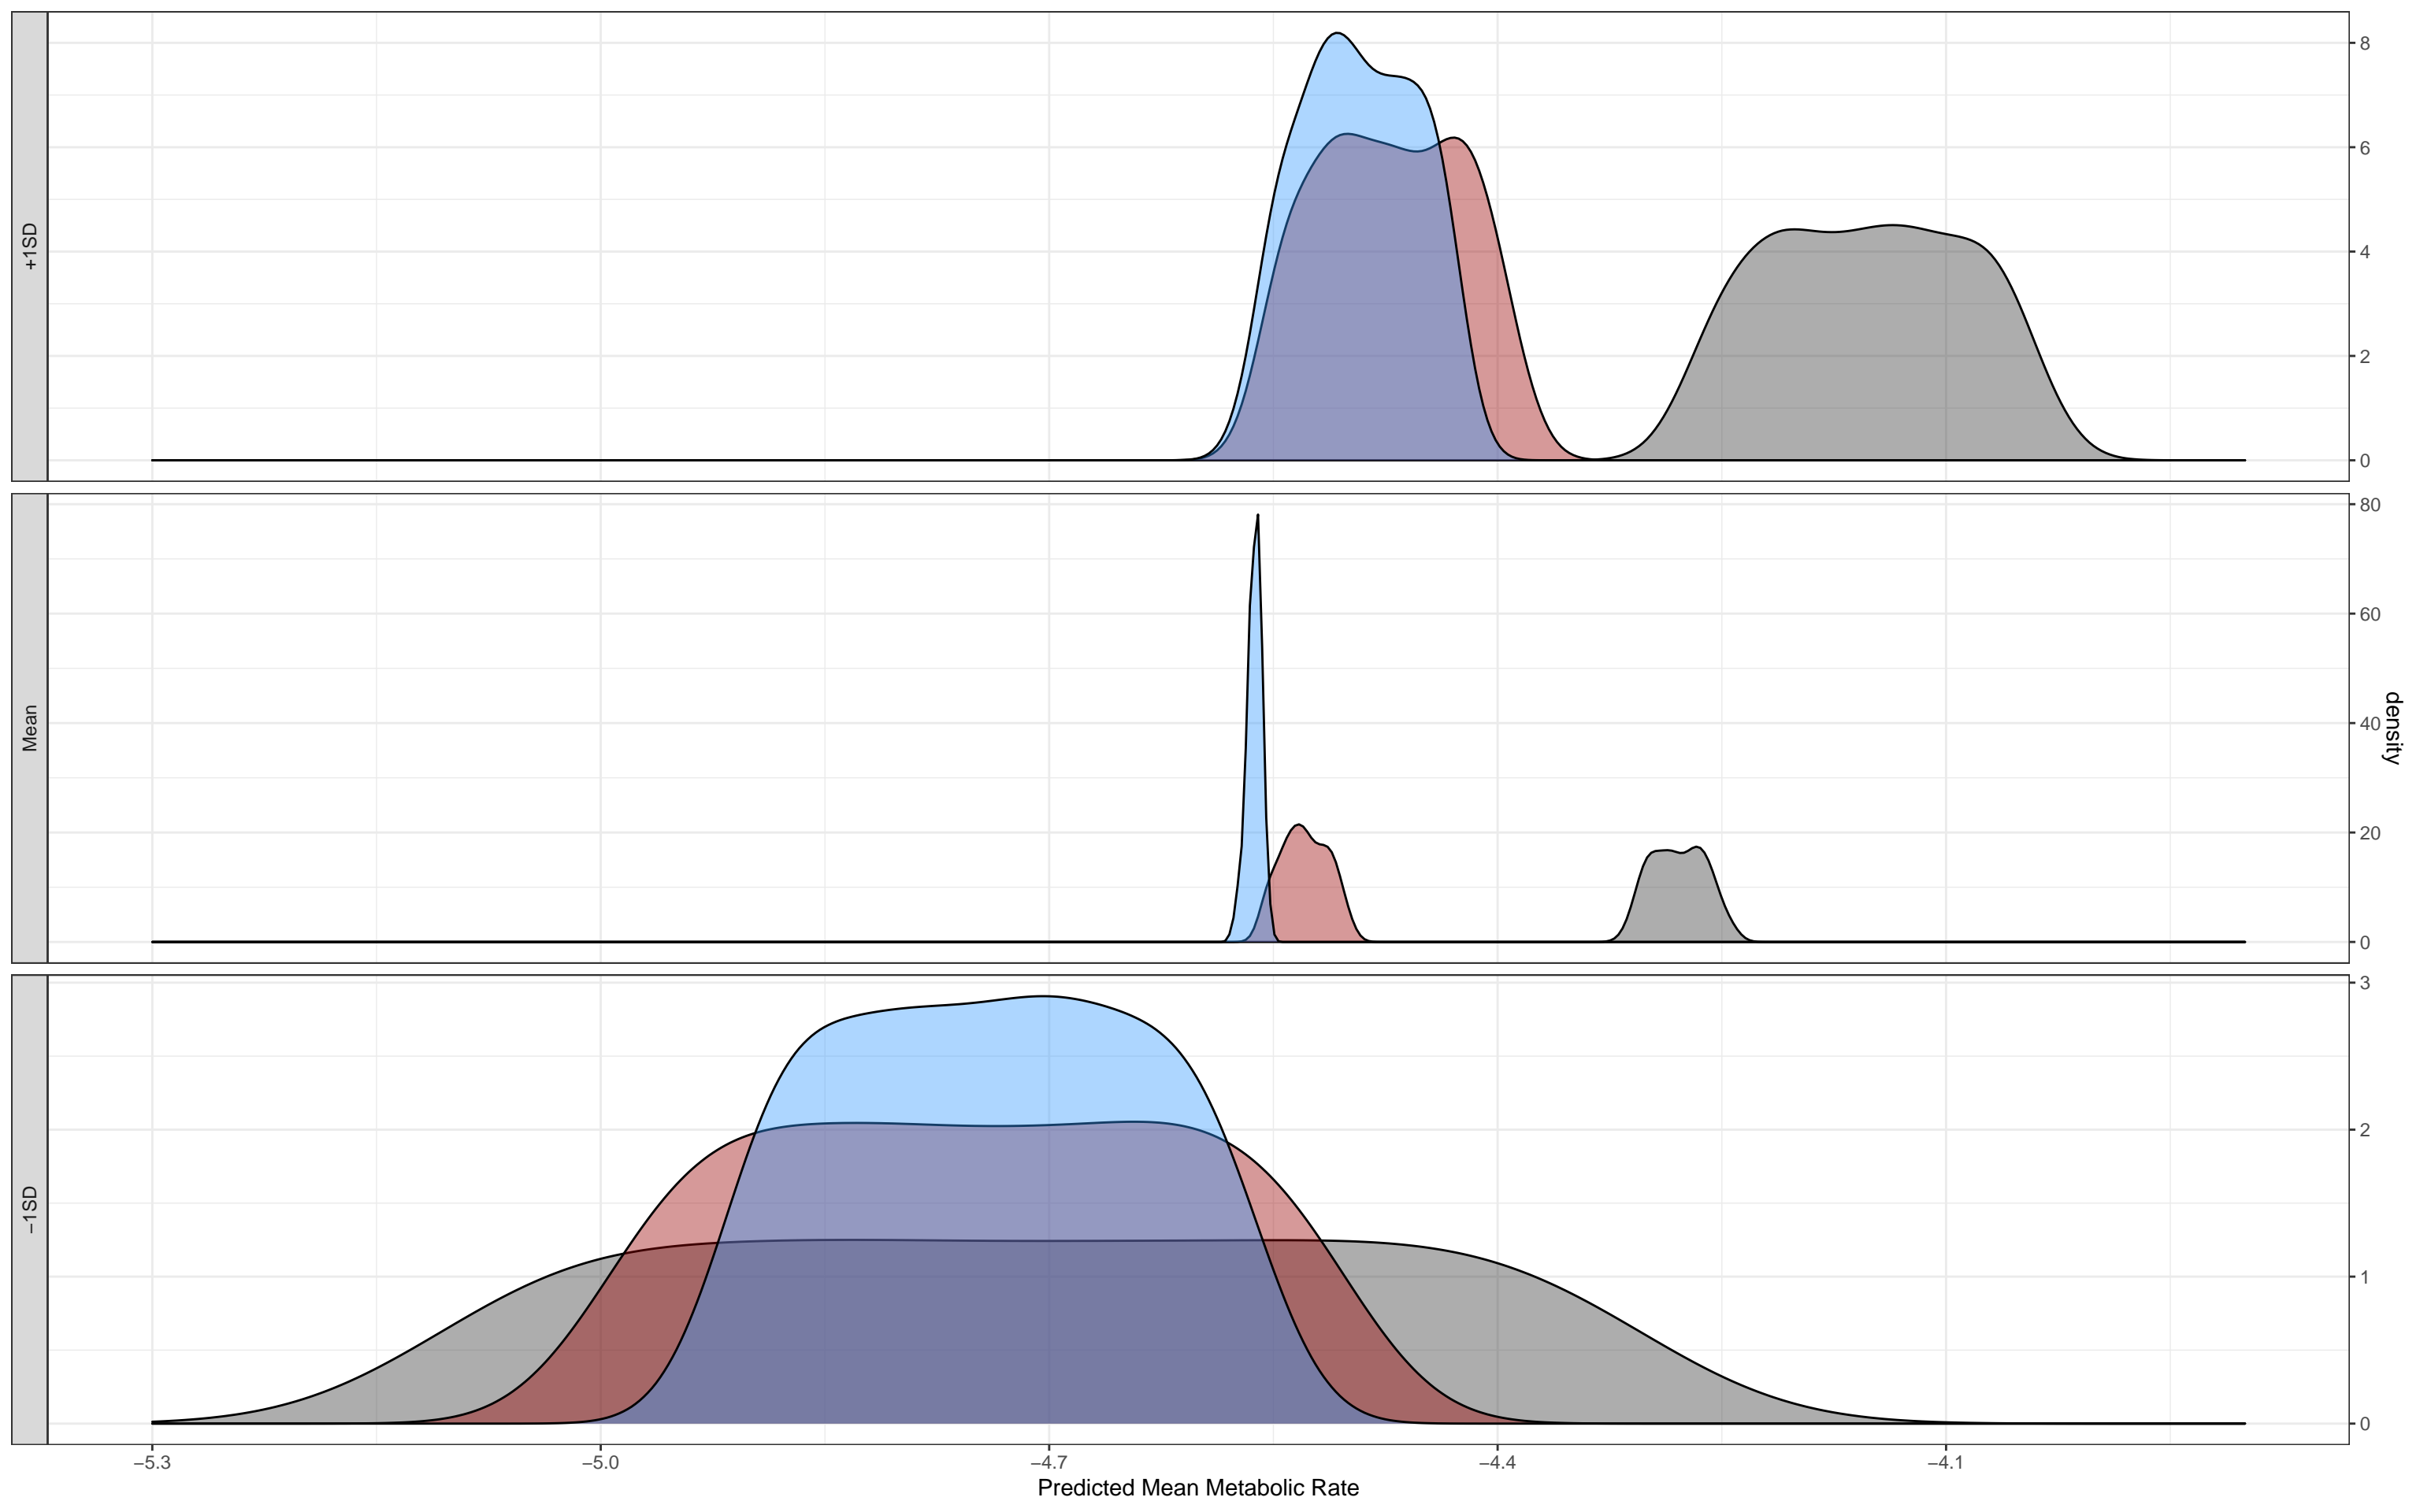 +1SD
8
6
4
2
0
Mean
80
60
40
20
0
density
−1SD
3
2
1
0
−5.3 −5.0 −4.7 −4.4 −4.1
Predicted Mean Metabolic Rate